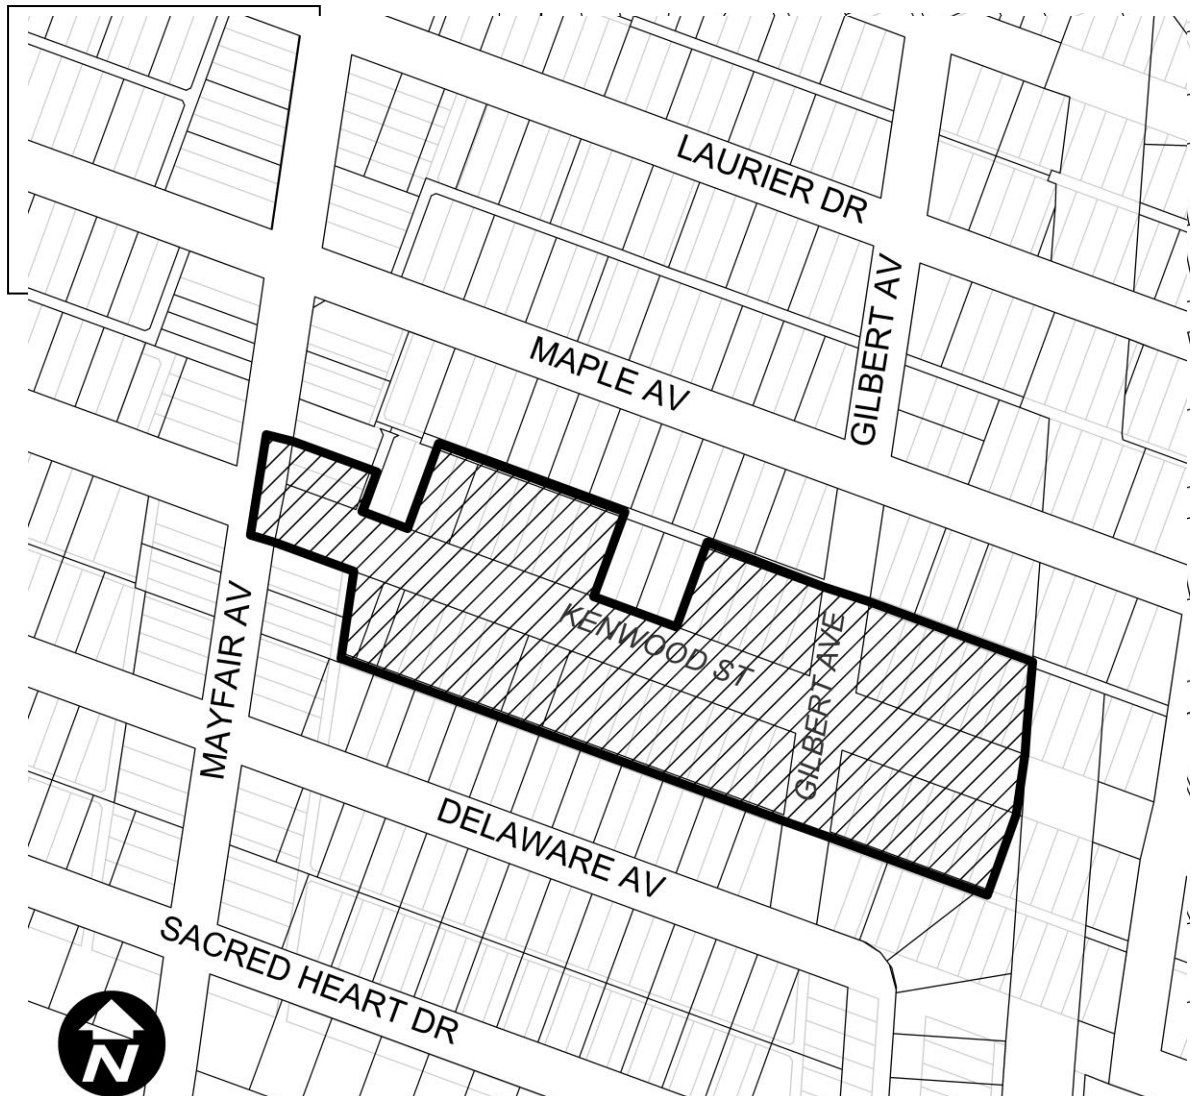 LAURIER DR
GILBERT AV
MAPLE AV
KENWOOD ST
GILBERT AVE
MAYFAIR AV
DELAWARE AV
SACRED HEART DR
N